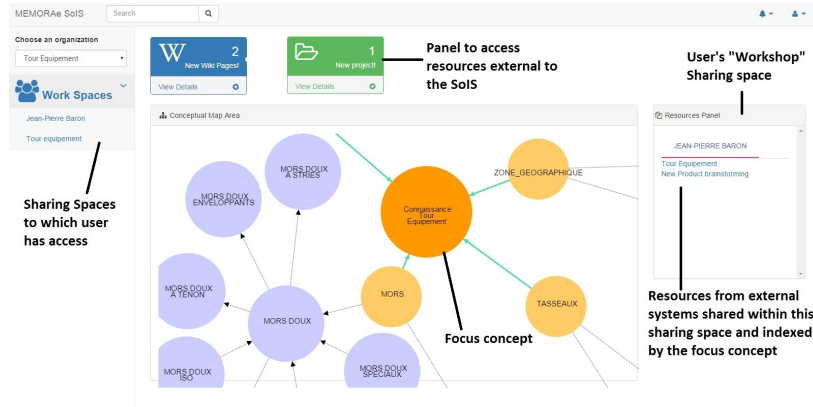 MEMORAe SoIS
Search
Choose an organization
Tour Equipement
Work Spaces
Jean-Pierre Baron
Tour equipement
Sharing Spaces
to which user
has access
W
2
New Wiki Pages!
View Details
1
New project!
View Details
Panel to access
resources external to
the SoIS
User's "Workshop"
Sharing space
Conceptual Map Area
MORS DOUX
A STRIES
MORS DOUX
ENVELOPPANTS
MORS DOUX
A TENON
MORS DOUX
MORS DOUX
ISO
MORS DOUX
SPECIAUX
MORS
Connaissance
Tour
Equipement
ZONE_GEOGRAPHIQUE
TASSEAUX
Focus concept
Resources Panel
JEAN-PIERRE BARON
Tour Equipement
New Product brainstorming
Resources from external
systems shared within this
sharing space and indexed
by the focus concept